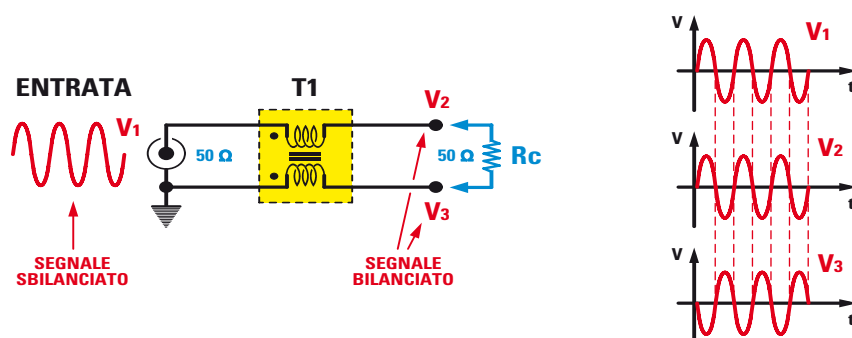 ENTRATA
V1
50 Ω
T1
V2
50 Ω
Rc
V3
SEGNALE
SBILANCIATO
SEGNALE
BILANCIATO
V
V1
t
V
V2
t
V
V3
t